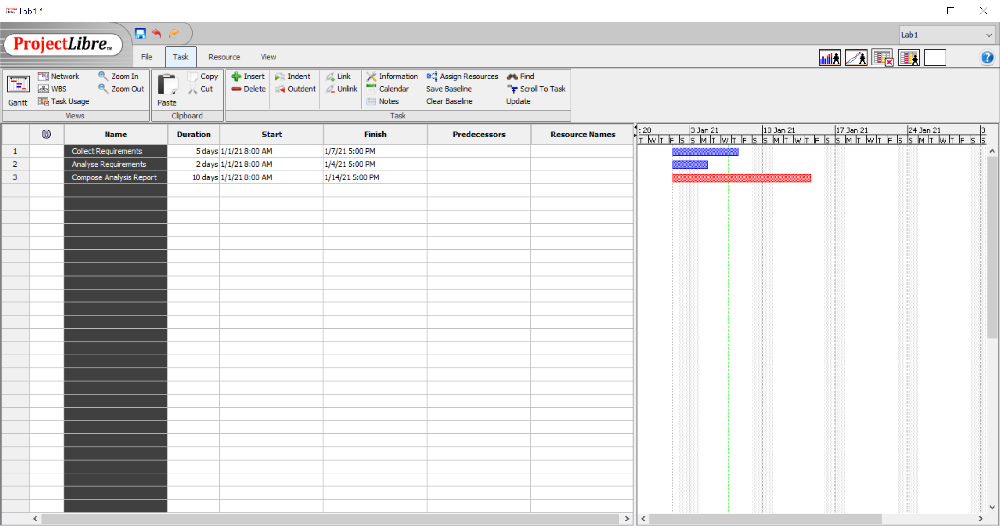 Lab1 *
ProjectLibre™
Lab1
File Task Resource View
Network Zoom In Copy Insert Indent Link Information Assign Resources Find
WBS Zoom Out Cut Delete Outdent Unlink Calendar Save Baseline Scroll To Task
Gantt Task Usage Paste Notes Clear Baseline Update
Views Clipboard Task
Name Duration Start Finish Predecessors Resource Names
: 20 3 Jan 21 10 Jan 21 17 Jan 21 24 Jan 21 3
T W T F S S M T W T F S S M T W T F S S M T W T F S S M T W T F S S
1 Collect Requirements 5 days 1/1/21 8:00 AM 1/7/21 5:00 PM
2 Analyse Requirements 2 days 1/1/21 8:00 AM 1/4/21 5:00 PM
3 Compose Analysis Report 10 days 1/1/21 8:00 AM 1/14/21 5:00 PM